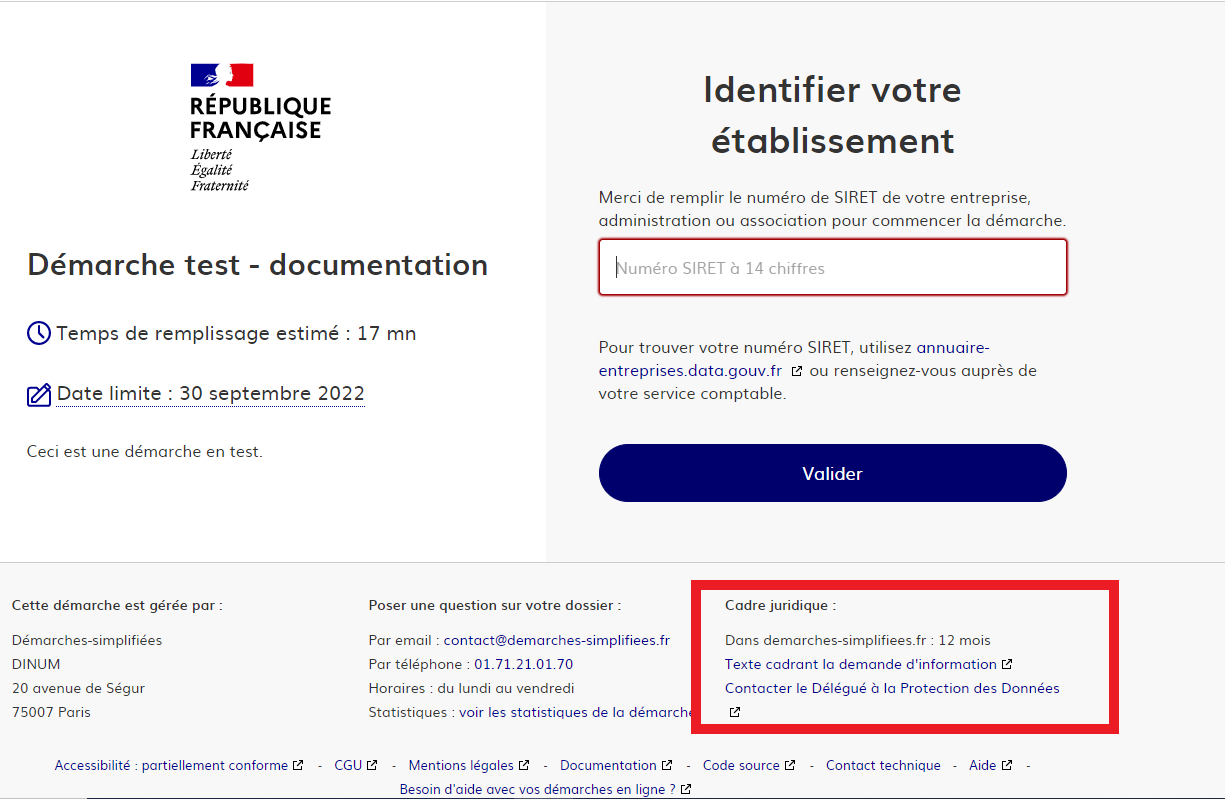 RÉPUBLIQUE
FRANÇAISE
Liberté
Égalité
Fraternité
Démarche test - documentation
Temps de remplissage estimé : 17 mn
Date limite : 30 septembre 2022
Ceci est une démarche en test.
Identifier votre
établissement
Merci de remplir le numéro de SIRET de votre entreprise,
administration ou association pour commencer la démarche.
Numéro SIRET à 14 chiffres
Pour trouver votre numéro SIRET, utilisez annuaire-
entreprises.data.gouv.fr ou renseignez-vous auprès de
votre service comptable.
Valider
Cette démarche est gérée par :
Démarches-simplifiées
DINUM
20 avenue de Ségur
75007 Paris
Poser une question sur votre dossier :
Par email : contact@demarches-simplifiees.fr
Par téléphone : 01.71.21.01.70
Horaires : du lundi au vendredi
Statistiques : voir les statistiques de la démarche
Cadre juridique :
Dans demarches-simplifiees.fr : 12 mois
Texte cadrant la demande d'information
Contacter le Délégué à la Protection des Données
Accessibilité : partiellement conforme - CGU - Mentions légales - Documentation - Code source - Contact technique - Aide -
Besoin d'aide avec vos démarches en ligne ?